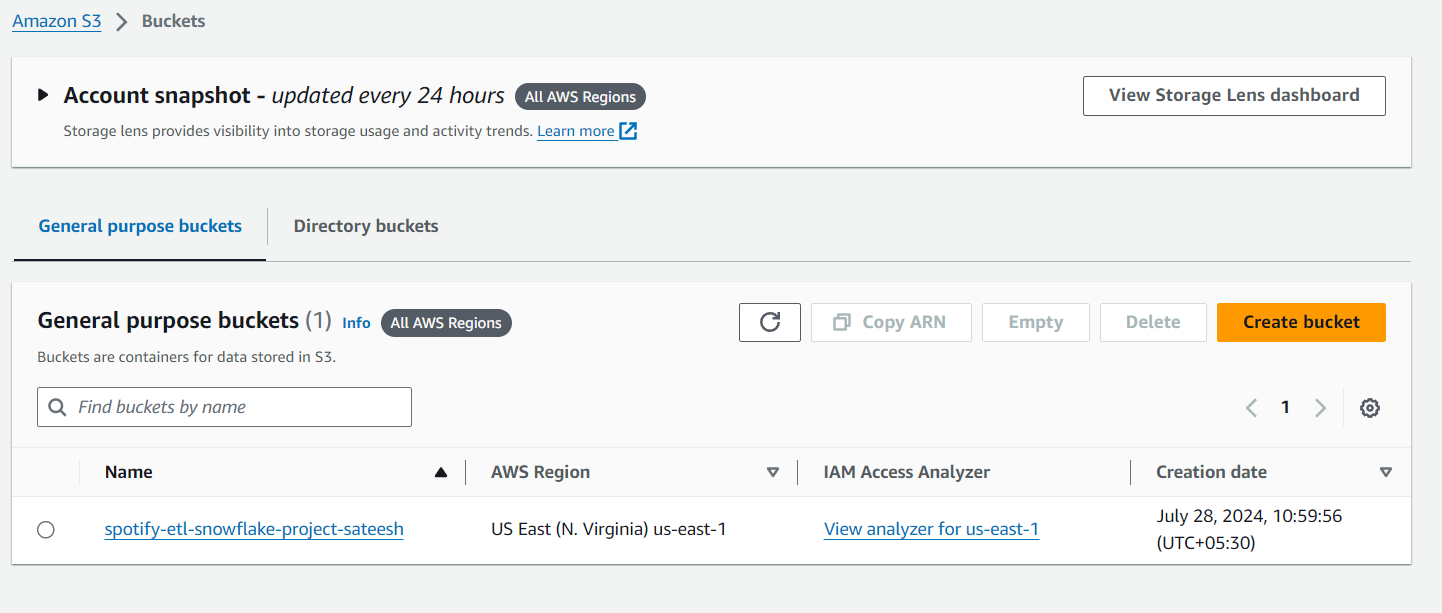 Amazon S3 > Buckets
Account snapshot - updated every 24 hours All AWS Regions View Storage Lens dashboard
Storage lens provides visibility into storage usage and activity trends. Learn more
General purpose buckets Directory buckets
General purpose buckets (1) Info All AWS Regions Copy ARN Empty Delete Create bucket
Buckets are containers for data stored in S3.
Find buckets by name 1
Name AWS Region IAM Access Analyzer Creation date
spotify-etl-snowflake-project-sateesh US East (N. Virginia) us-east-1 View analyzer for us-east-1 July 28, 2024, 10:59:56
(UTC+05:30)